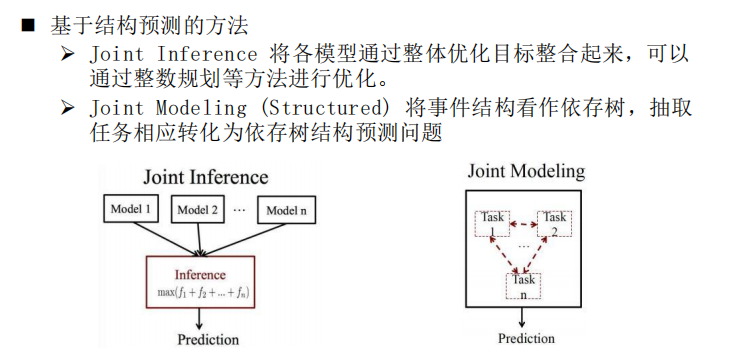 ■ 基于结构预测的方法
➤ Joint Inference 将各模型通过整体优化目标整合起来，可以
通过整数规划等方法进行优化。
➤ Joint Modeling (Structured) 将事件结构看作依存树，抽取
任务相应转化为依存树结构预测问题
Joint Inference
Model 1
Model 2
...
Model n
Inference
max(f₁ + f₂ + ... + fₙ)
Prediction
Joint Modeling
Task
1
Task
2
...
Task
n
Prediction